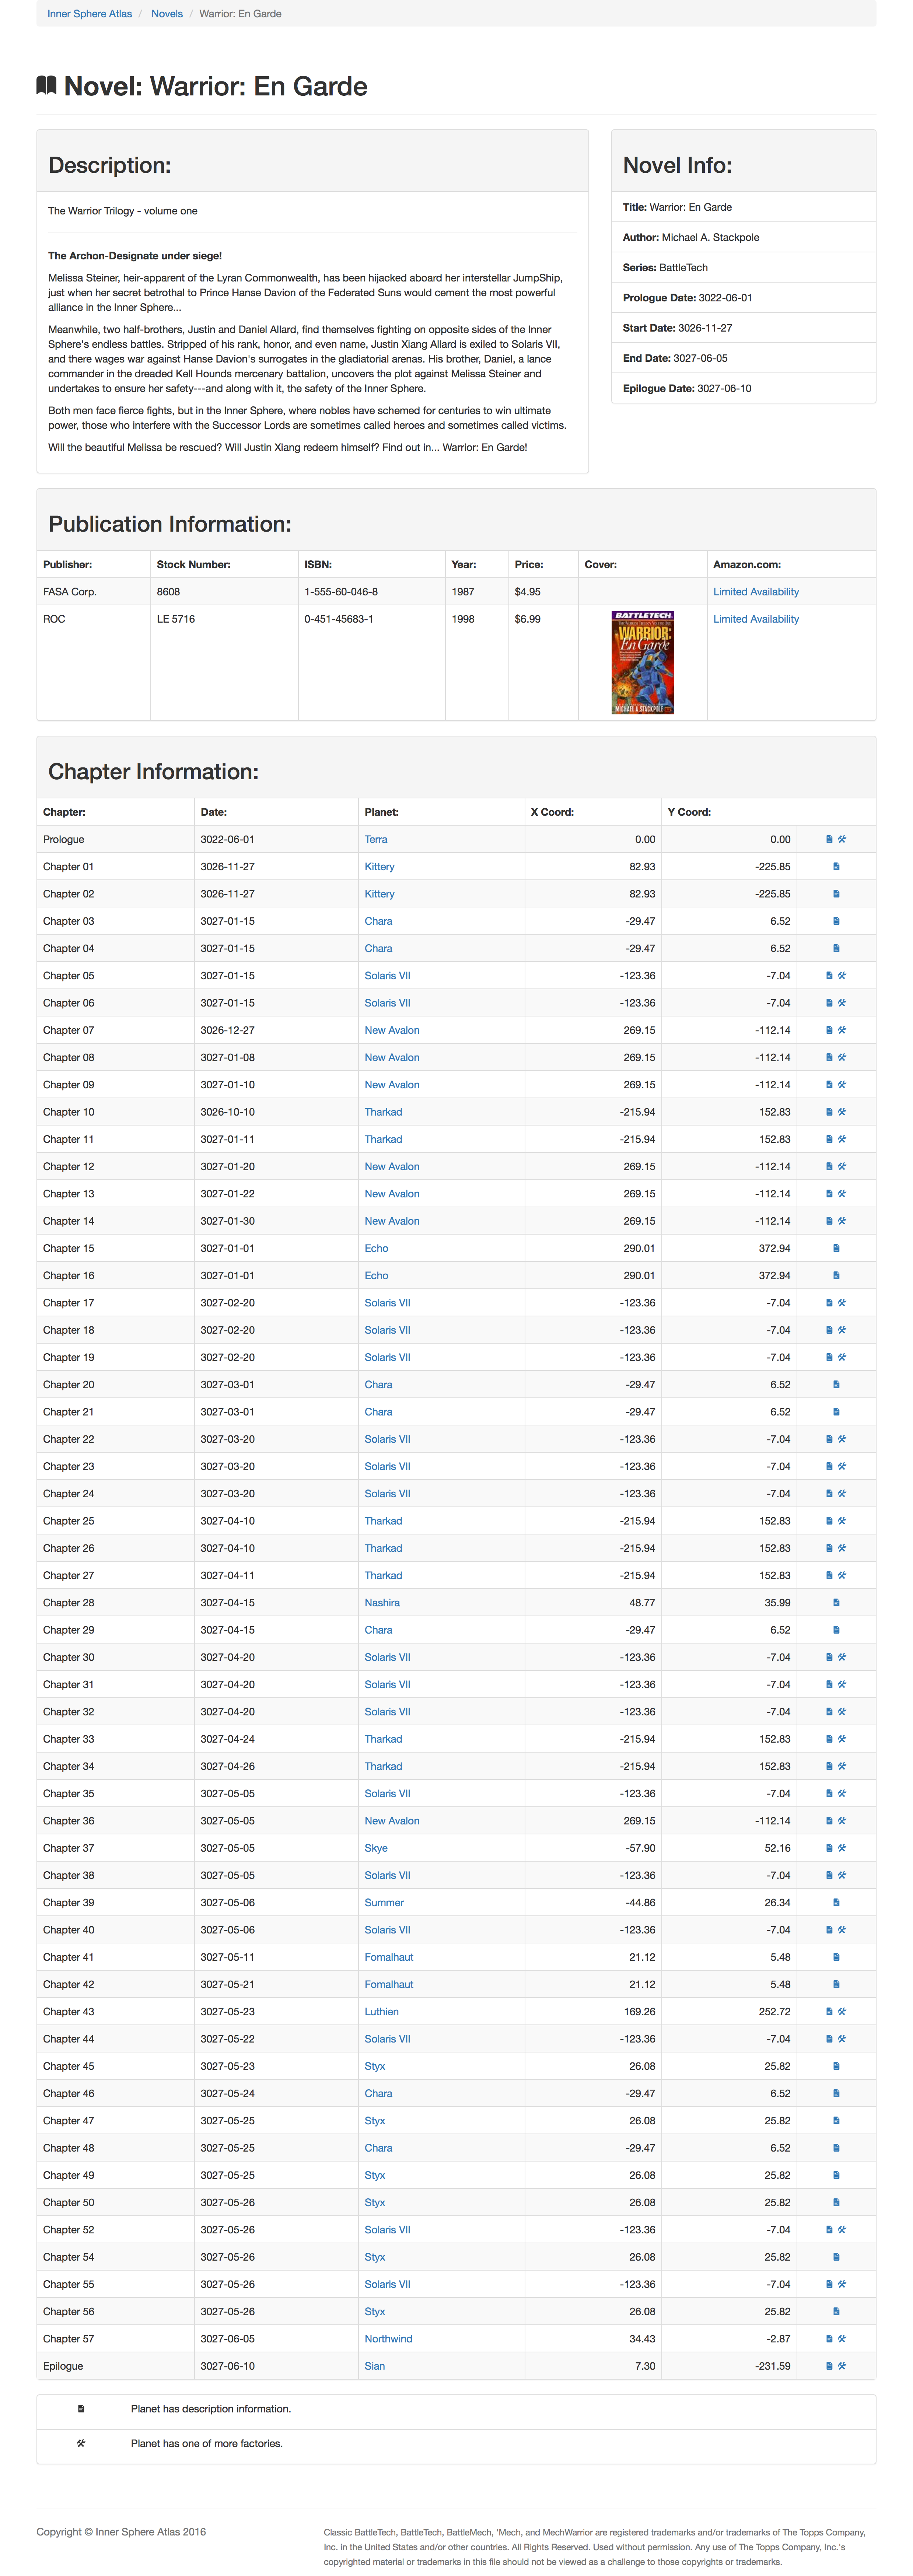 Inner Sphere Atlas / Novels / Warrior: En Garde
Novel: Warrior: En Garde
Description:
The Warrior Trilogy - volume one
The Archon-Designate under siege!
Melissa Steiner, heir-apparent of the Lyran Commonwealth, has been hijacked aboard her interstellar JumpShip,
just when her secret betrothal to Prince Hanse Davion of the Federated Suns would cement the most powerful
alliance in the Inner Sphere...
Meanwhile, two half-brothers, Justin and Daniel Allard, find themselves fighting on opposite sides of the Inner
Sphere's endless battles. Stripped of his rank, honor, and even name, Justin Xiang Allard is exiled to Solaris VII,
and there wages war against Hanse Davion's surrogates in the gladiatorial arenas. His brother, Daniel, a lance
commander in the dreaded Kell Hounds mercenary battalion, uncovers the plot against Melissa Steiner and
undertakes to ensure her safety---and along with it, the safety of the Inner Sphere.
Both men face fierce fights, but in the Inner Sphere, where nobles have schemed for centuries to win ultimate
power, those who interfere with the Successor Lords are sometimes called heroes and sometimes called victims.
Will the beautiful Melissa be rescued? Will Justin Xiang redeem himself? Find out in... Warrior: En Garde!
Novel Info:
Title: Warrior: En Garde
Author: Michael A. Stackpole
Series: BattleTech
Prologue Date: 3022-06-01
Start Date: 3026-11-27
End Date: 3027-06-05
Epilogue Date: 3027-06-10
Publication Information:
Publisher: Stock Number: ISBN: Year: Price: Cover: Amazon.com:
FASA Corp. 8608 1-555-60-046-8 1987 $4.95 Limited Availability
ROC LE 5716 0-451-45683-1 1998 $6.99 Limited Availability
BATTLETECH
WARRIOR:
En Garde
MICHAEL A. STACKPOLE
Chapter Information:
Chapter: Date: Planet: X Coord: Y Coord:
Prologue 3022-06-01 Terra 0.00 0.00
Chapter 01 3026-11-27 Kittery 82.93 -225.85
Chapter 02 3026-11-27 Kittery 82.93 -225.85
Chapter 03 3027-01-15 Chara -29.47 6.52
Chapter 04 3027-01-15 Chara -29.47 6.52
Chapter 05 3027-01-15 Solaris VII -123.36 -7.04
Chapter 06 3027-01-15 Solaris VII -123.36 -7.04
Chapter 07 3026-12-27 New Avalon 269.15 -112.14
Chapter 08 3027-01-08 New Avalon 269.15 -112.14
Chapter 09 3027-01-10 New Avalon 269.15 -112.14
Chapter 10 3026-10-10 Tharkad -215.94 152.83
Chapter 11 3027-01-11 Tharkad -215.94 152.83
Chapter 12 3027-01-20 New Avalon 269.15 -112.14
Chapter 13 3027-01-22 New Avalon 269.15 -112.14
Chapter 14 3027-01-30 New Avalon 269.15 -112.14
Chapter 15 3027-01-01 Echo 290.01 372.94
Chapter 16 3027-01-01 Echo 290.01 372.94
Chapter 17 3027-02-20 Solaris VII -123.36 -7.04
Chapter 18 3027-02-20 Solaris VII -123.36 -7.04
Chapter 19 3027-02-20 Solaris VII -123.36 -7.04
Chapter 20 3027-03-01 Chara -29.47 6.52
Chapter 21 3027-03-01 Chara -29.47 6.52
Chapter 22 3027-03-20 Solaris VII -123.36 -7.04
Chapter 23 3027-03-20 Solaris VII -123.36 -7.04
Chapter 24 3027-03-20 Solaris VII -123.36 -7.04
Chapter 25 3027-04-10 Tharkad -215.94 152.83
Chapter 26 3027-04-10 Tharkad -215.94 152.83
Chapter 27 3027-04-11 Tharkad -215.94 152.83
Chapter 28 3027-04-15 Nashira 48.77 35.99
Chapter 29 3027-04-15 Chara -29.47 6.52
Chapter 30 3027-04-20 Solaris VII -123.36 -7.04
Chapter 31 3027-04-20 Solaris VII -123.36 -7.04
Chapter 32 3027-04-20 Solaris VII -123.36 -7.04
Chapter 33 3027-04-24 Tharkad -215.94 152.83
Chapter 34 3027-04-26 Tharkad -215.94 152.83
Chapter 35 3027-05-05 Solaris VII -123.36 -7.04
Chapter 36 3027-05-05 New Avalon 269.15 -112.14
Chapter 37 3027-05-05 Skye -57.90 52.16
Chapter 38 3027-05-05 Solaris VII -123.36 -7.04
Chapter 39 3027-05-06 Summer -44.86 26.34
Chapter 40 3027-05-06 Solaris VII -123.36 -7.04
Chapter 41 3027-05-11 Fomalhaut 21.12 5.48
Chapter 42 3027-05-21 Fomalhaut 21.12 5.48
Chapter 43 3027-05-23 Luthien 169.26 252.72
Chapter 44 3027-05-22 Solaris VII -123.36 -7.04
Chapter 45 3027-05-23 Styx 26.08 25.82
Chapter 46 3027-05-24 Chara -29.47 6.52
Chapter 47 3027-05-25 Styx 26.08 25.82
Chapter 48 3027-05-25 Chara -29.47 6.52
Chapter 49 3027-05-25 Styx 26.08 25.82
Chapter 50 3027-05-26 Styx 26.08 25.82
Chapter 52 3027-05-26 Solaris VII -123.36 -7.04
Chapter 54 3027-05-26 Styx 26.08 25.82
Chapter 55 3027-05-26 Solaris VII -123.36 -7.04
Chapter 56 3027-05-26 Styx 26.08 25.82
Chapter 57 3027-06-05 Northwind 34.43 -2.87
Epilogue 3027-06-10 Sian 7.30 -231.59
Planet has description information.
Planet has one of more factories.
Copyright © Inner Sphere Atlas 2016
Classic BattleTech, BattleTech, BattleMech, 'Mech, and MechWarrior are registered trademarks and/or trademarks of The Topps Company,
Inc. in the United States and/or other countries. All Rights Reserved. Used without permission. Any use of The Topps Company, Inc.'s
copyrighted material or trademarks in this file should not be viewed as a challenge to those copyrights or trademarks.